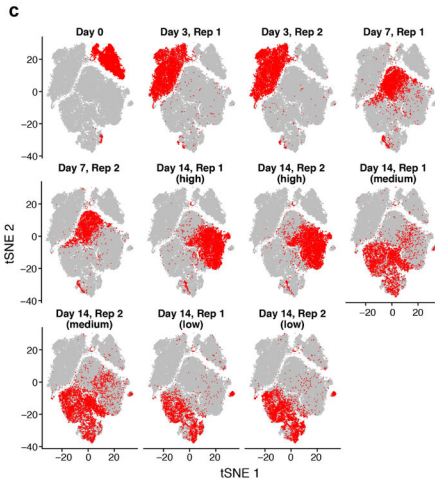 c
Day 0
Day 3, Rep 1
Day 3, Rep 2
Day 7, Rep 1
20
0
−20
−40
Day 7, Rep 2
Day 14, Rep 1
(high)
Day 14, Rep 2
(high)
Day 14, Rep 1
(medium)
tSNE 2
20
0
−20
−40
Day 14, Rep 2
(medium)
Day 14, Rep 1
(low)
Day 14, Rep 2
(low)
−20 0 20
20
0
−20
−40
−20 0 20
−20 0 20
−20 0 20
tSNE 1